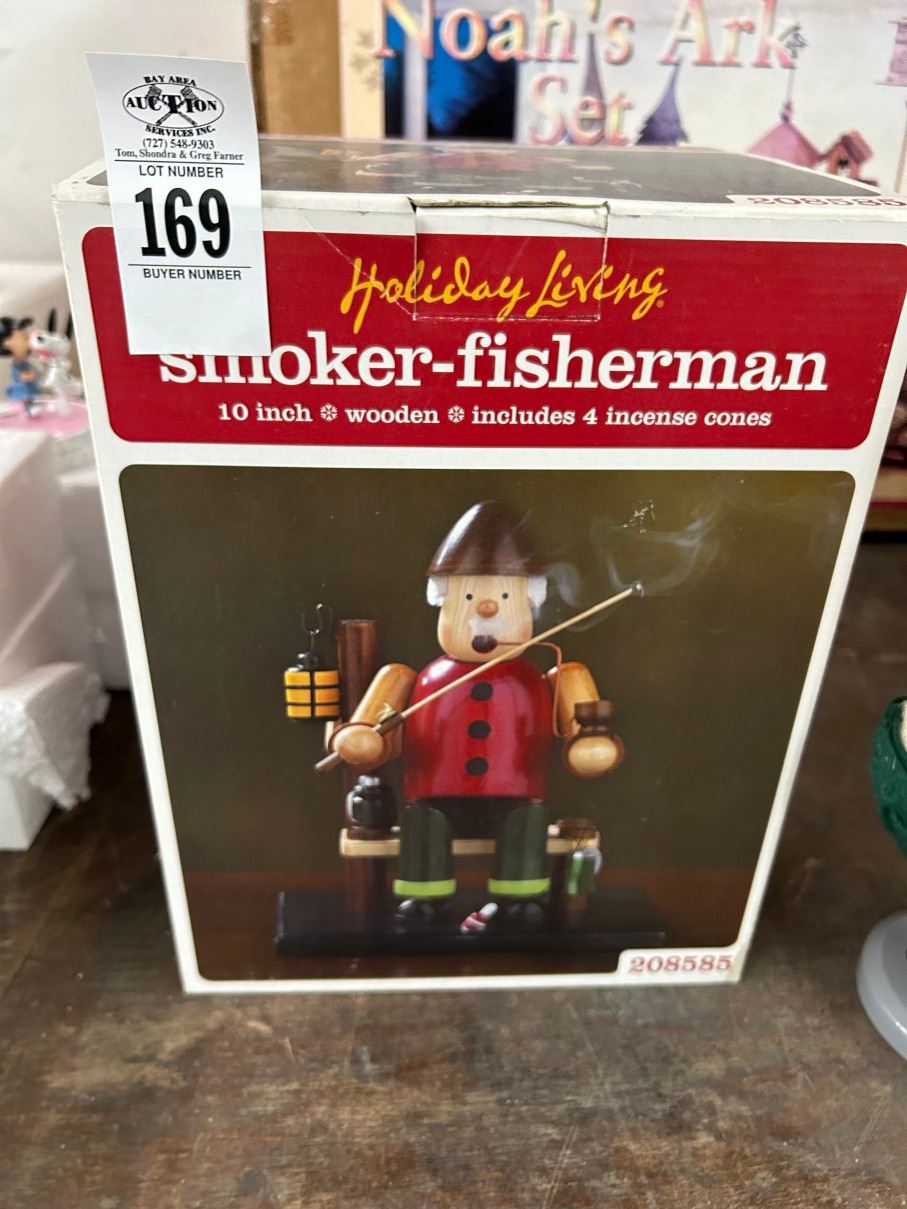 Noah's Ark
Set
BAY AREA
AUCTION
SERVICES INC.
(727) 548-9303
Tom, Shondra & Greg Farner
LOT NUMBER
169
BUYER NUMBER
208585
Holiday Living
smoker-fisherman
10 inch ❄ wooden ❄ includes 4 incense cones
208585